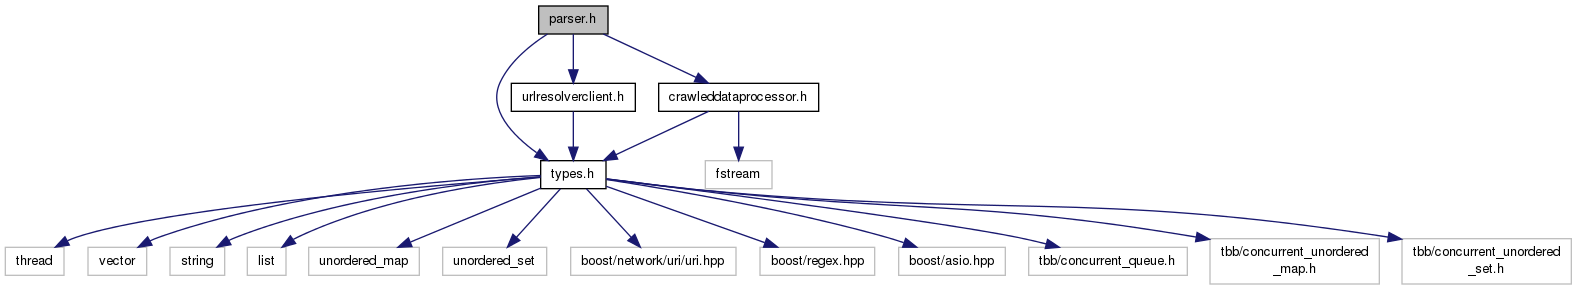 parser.h
urlresolverclient.h
crawleddataprocessor.h
types.h
fstream
thread
vector
string
list
unordered_map
unordered_set
boost/network/uri/uri.hpp
boost/regex.hpp
boost/asio.hpp
tbb/concurrent_queue.h
tbb/concurrent_unordered
_map.h
tbb/concurrent_unordered
_set.h